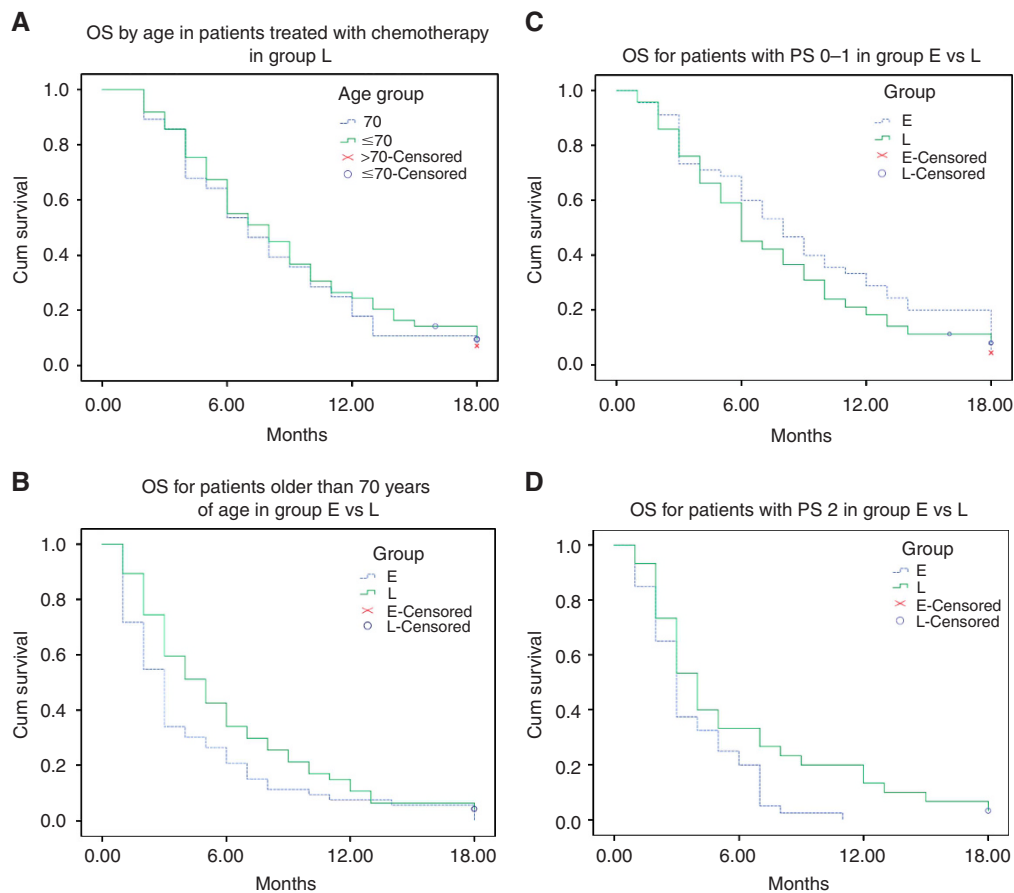 A
OS by age in patients treated with chemotherapy
in group L
Cum survival
1.0
0.8
0.6
0.4
0.2
0.0
Age group
70
≤70
>70-Censored
≤70-Censored
0.00 6.00 12.00 18.00
Months
B
OS for patients older than 70 years
of age in group E vs L
Cum survival
1.0
0.8
0.6
0.4
0.2
0.0
Group
E
L
E-Censored
L-Censored
0.00 6.00 12.00 18.00
Months
C
OS for patients with PS 0–1 in group E vs L
Cum survival
1.0
0.8
0.6
0.4
0.2
0.0
Group
E
L
E-Censored
L-Censored
0.00 6.00 12.00 18.00
Months
D
OS for patients with PS 2 in group E vs L
Cum survival
1.0
0.8
0.6
0.4
0.2
0.0
Group
E
L
E-Censored
L-Censored
0.00 6.00 12.00 18.00
Months